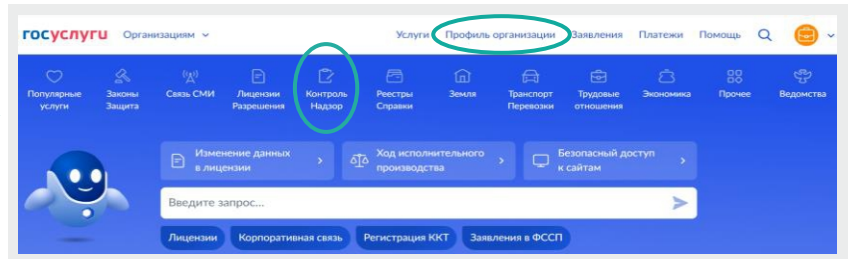 госуслуги Организациям Услуги Профиль организации Заявления Платежи Помощь
Популярные услуги
Законы Защита
Связь СМИ
Лицензии Разрешения
Контроль Надзор
Реестры Справки
Земля
Транспорт Перевозки
Трудовые отношения
Экономика
Прочее
Ведомства
Изменение данных
в лицензии
Ход исполнительного
производства
Безопасный доступ
к сайтам
Введите запрос...
Лицензии Корпоративная связь Регистрация ККТ Заявления в ФССП